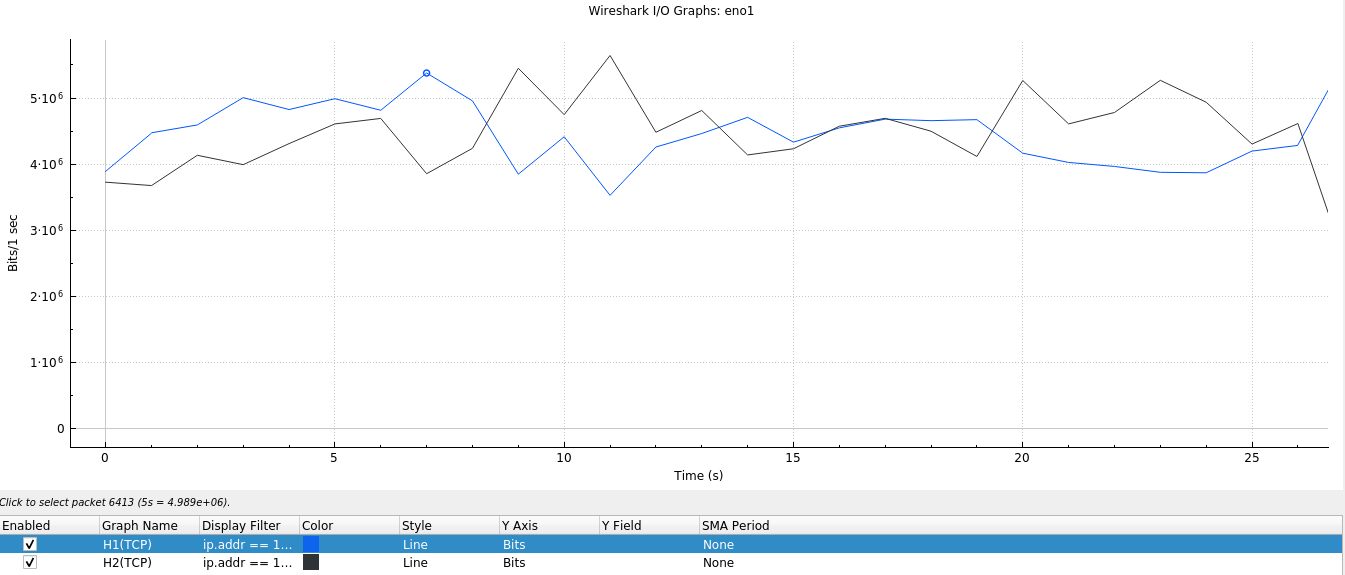 Wireshark I/O Graphs: eno1
5·10⁶
4·10⁶
3·10⁶
2·10⁶
1·10⁶
0
Bits/1 sec
0 5 10 15 20 25
Time (s)
Click to select packet 6413 (5s = 4.989e+06).
Enabled Graph Name Display Filter Color Style Y Axis Y Field SMA Period
H1(TCP) ip.addr == 1... Line Bits None
H2(TCP) ip.addr == 1... Line Bits None